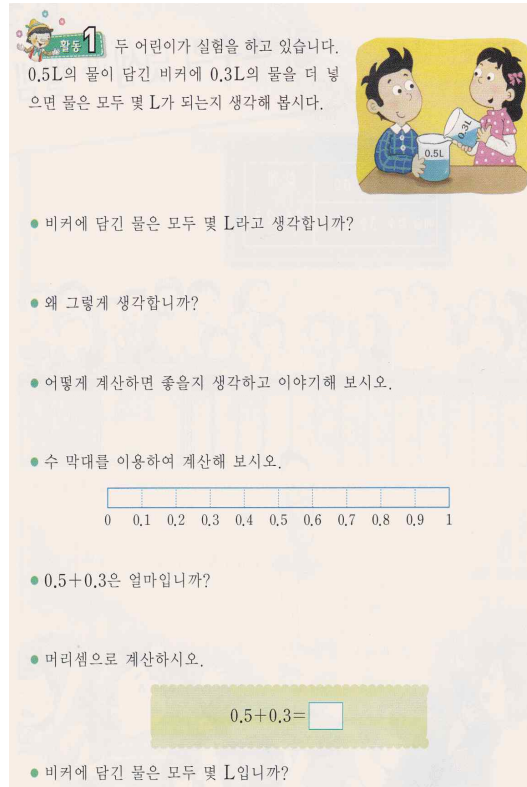 활동 1 두 어린이가 실험을 하고 있습니다.
0.5L의 물이 담긴 비커에 0.3L의 물을 더 넣
으면 물은 모두 몇 L가 되는지 생각해 봅시다.
0.5L
0.3L
● 비커에 담긴 물은 모두 몇 L라고 생각합니까?
● 왜 그렇게 생각합니까?
● 어떻게 계산하면 좋을지 생각하고 이야기해 보시오.
● 수 막대를 이용하여 계산해 보시오.
0 0.1 0.2 0.3 0.4 0.5 0.6 0.7 0.8 0.9 1
● 0.5+0.3은 얼마입니까?
● 머리셈으로 계산하시오.
0.5+0.3=□
● 비커에 담긴 물은 모두 몇 L입니까?